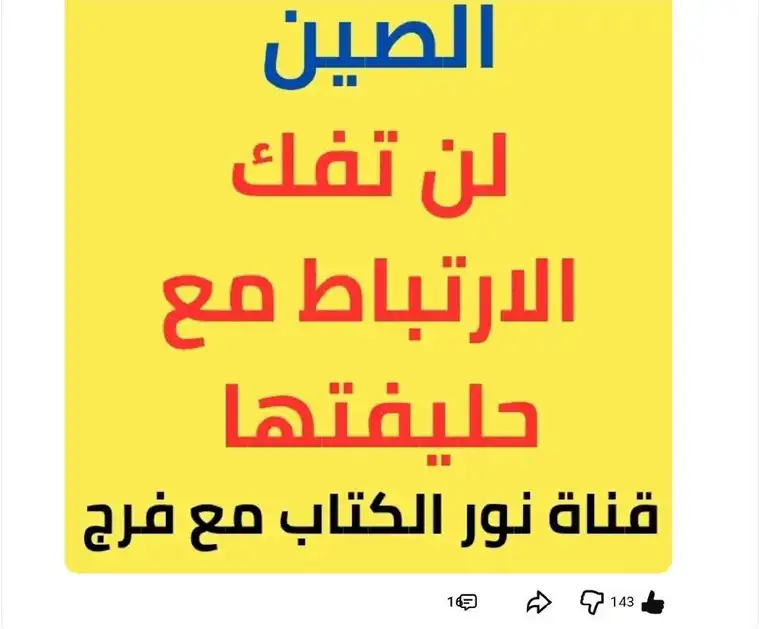 الصين
لن تفك
الارتباط مع
حليفتها
قناة نور الكتاب مع فرج
143
16